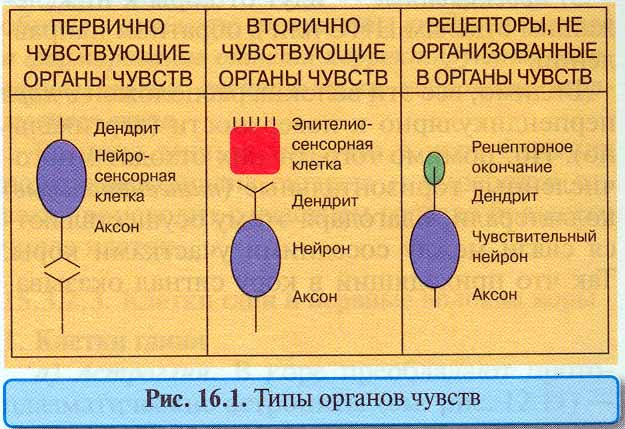 ПЕРВИЧНО
ЧУВСТВУЮЩИЕ
ОРГАНЫ ЧУВСТВ
ВТОРИЧНО
ЧУВСТВУЮЩИЕ
ОРГАНЫ ЧУВСТВ
РЕЦЕПТОРЫ, НЕ
ОРГАНИЗОВАННЫЕ
В ОРГАНЫ ЧУВСТВ
Дендрит
Нейро-
сенсорная
клетка
Аксон
Эпителио-
сенсорная
клетка
Дендрит
Нейрон
Аксон
Рецепторное
окончание
Дендрит
Чувствительный
нейрон
Аксон
Рис. 16.1. Типы органов чувств